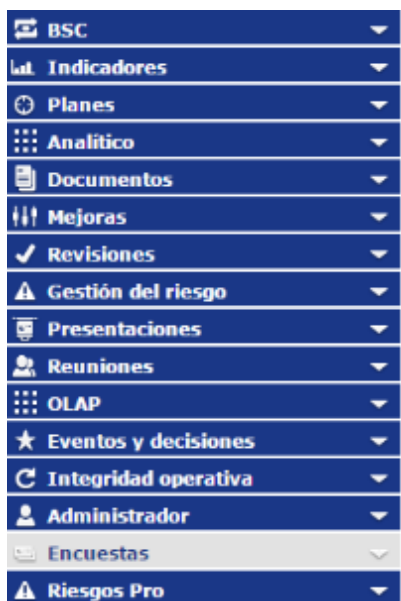 BSC
Indicadores
Planes
Analítico
Documentos
Mejoras
Revisiones
Gestión del riesgo
Presentaciones
Reuniones
OLAP
Eventos y decisiones
Integridad operativa
Administrador
Encuestas
Riesgos Pro